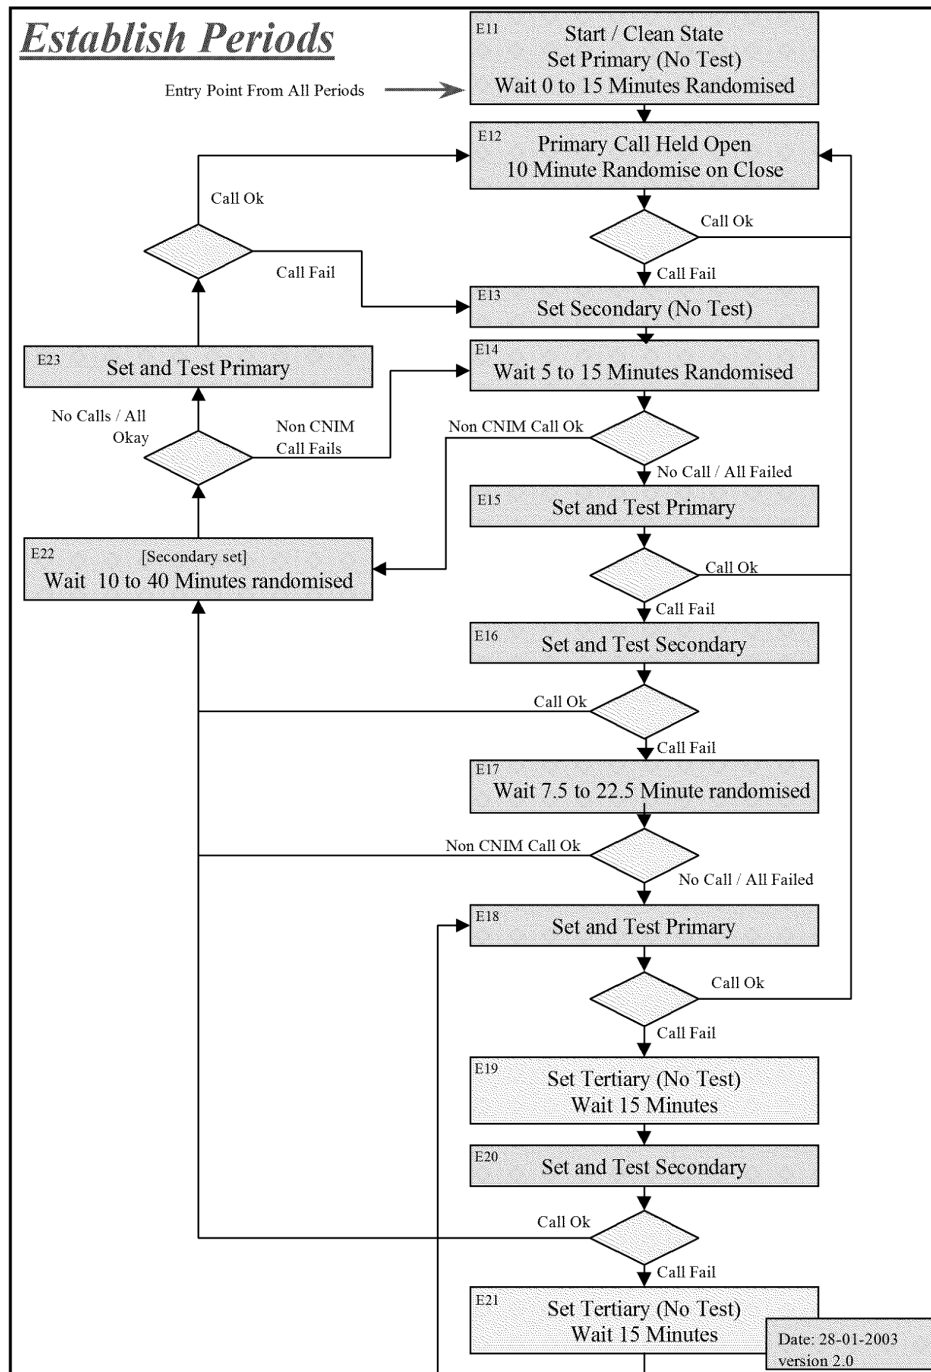 Establish Periods
E11
Start / Clean State
Set Primary (No Test)
Wait 0 to 15 Minutes Randomised
Entry Point From All Periods
E12
Primary Call Held Open
10 Minute Randomise on Close
Call Ok
Call Ok
Call Fail
Call Fail
E13
Set Secondary (No Test)
E23
Set and Test Primary
E14
Wait 5 to 15 Minutes Randomised
No Calls / All
Okay
Non CNIM
Call Fails
Non CNIM Call Ok
No Call / All Failed
E15
Set and Test Primary
E22
[Secondary set]
Wait 10 to 40 Minutes randomised
Call Ok
Call Fail
E16
Set and Test Secondary
Call Ok
Call Fail
E17
Wait 7.5 to 22.5 Minute randomised
Non CNIM Call Ok
No Call / All Failed
E18
Set and Test Primary
Call Ok
Call Fail
E19
Set Tertiary (No Test)
Wait 15 Minutes
E20
Set and Test Secondary
Call Ok
Call Fail
E21
Set Tertiary (No Test)
Wait 15 Minutes
Date: 28-01-2003
version 2.0